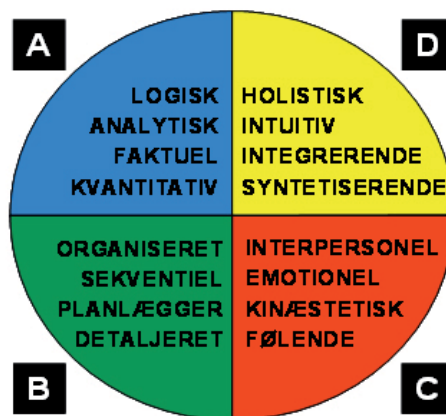 A
LOGISK
ANALYTISK
FAKTUEL
KVANTITATIV
D
HOLISTISK
INTUITIV
INTEGRERENDE
SYNTETISERENDE
B
ORGANISERET
SEKVENTIEL
PLANLÆGGER
DETALJERET
C
INTERPERSONEL
EMOTIONEL
KINÆSTETISK
FØLENDE